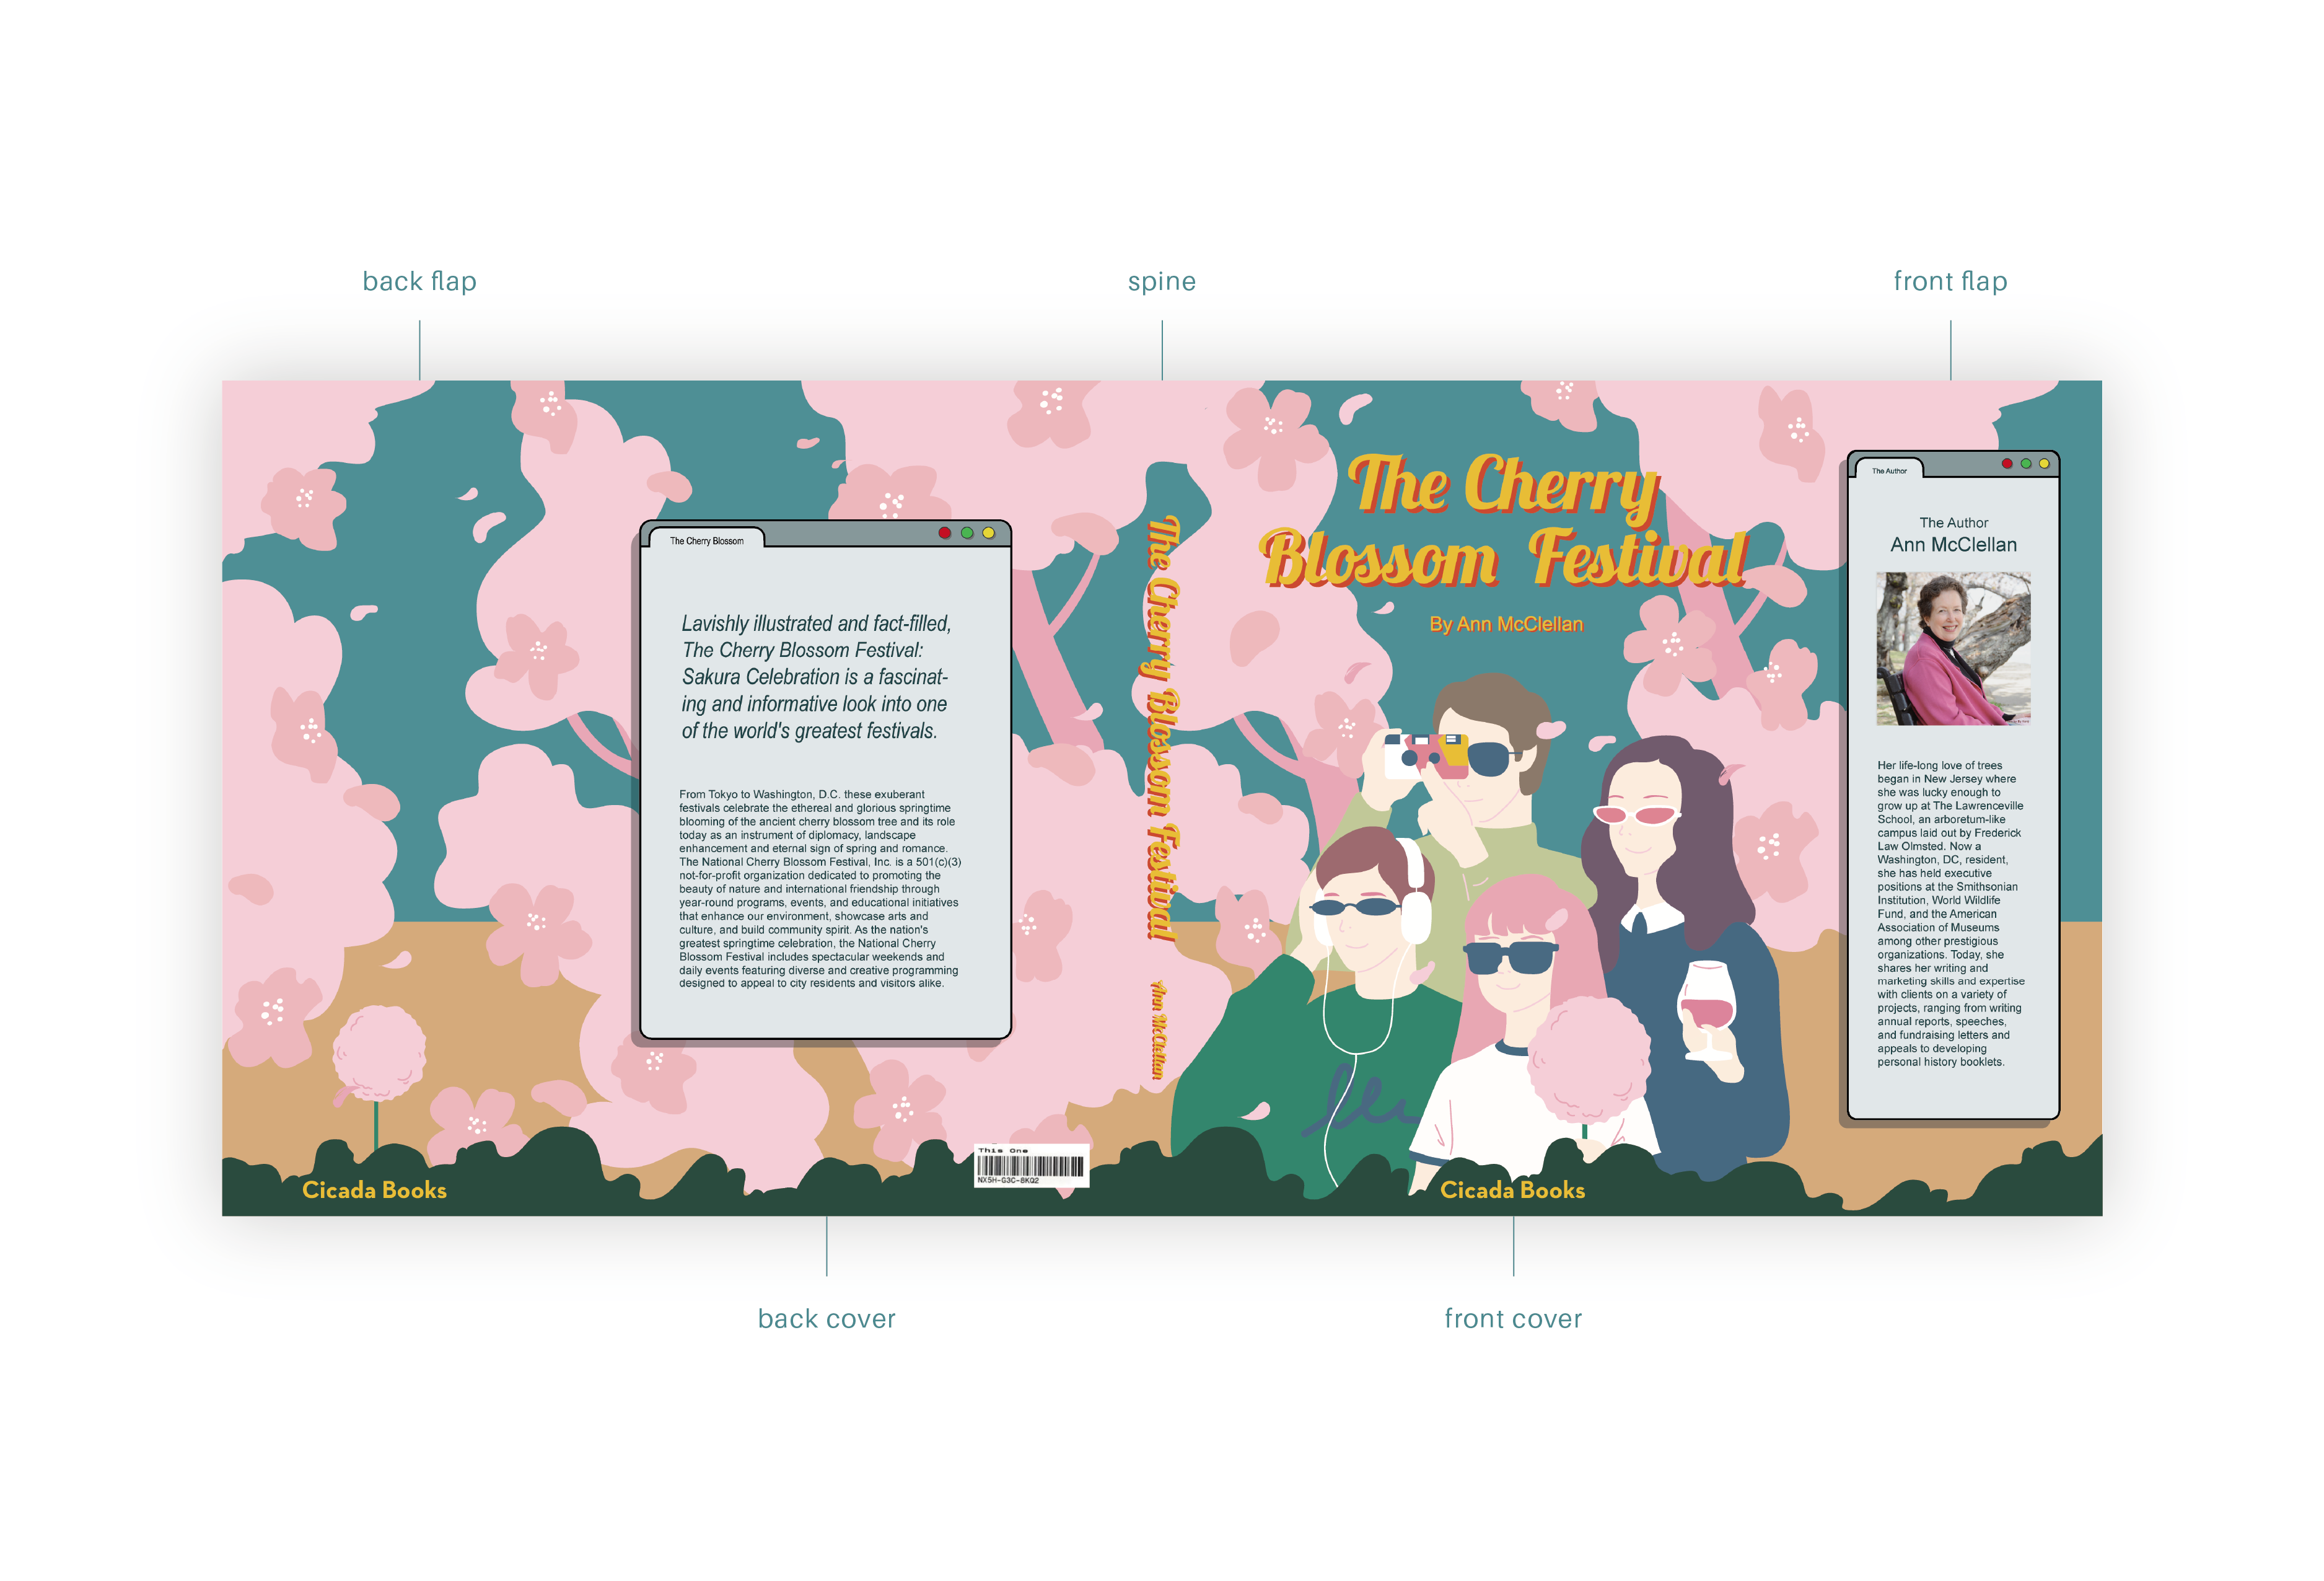 back flap
spine
front flap
The Cherry Blossom
Lavishly illustrated and fact-filled,
The Cherry Blossom Festival:
Sakura Celebration is a fascinat-
ing and informative look into one
of the world's greatest festivals.
From Tokyo to Washington, D.C. these exuberant
festivals celebrate the ethereal and glorious springtime
blooming of the ancient cherry blossom tree and its role
today as an instrument of diplomacy, landscape
enhancement and eternal sign of spring and romance.
The National Cherry Blossom Festival, Inc. is a 501(c)(3)
not-for-profit organization dedicated to promoting the
beauty of nature and international friendship through
year-round programs, events, and educational initiatives
that enhance our environment, showcase arts and
culture, and build community spirit. As the nation's
greatest springtime celebration, the National Cherry
Blossom Festival includes spectacular weekends and
daily events featuring diverse and creative programming
designed to appeal to city residents and visitors alike.
Cicada Books
This One
NX5H-G3C-8KQ2
The Cherry Blossom Festival
Ann McClellan
The Cherry
Blossom Festival
By Ann McClellan
Cicada Books
The Author
The Author
Ann McClellan
Her life-long love of trees
began in New Jersey where
she was lucky enough to
grow up at The Lawrenceville
School, an arboretum-like
campus laid out by Frederick
Law Olmsted. Now a
Washington, DC, resident,
she has held executive
positions at the Smithsonian
Institution, World Wildlife
Fund, and the American
Association of Museums
among other prestigious
organizations. Today, she
shares her writing and
marketing skills and expertise
with clients on a variety of
projects, ranging from writing
annual reports, speeches,
and fundraising letters and
appeals to developing
personal history booklets.
back cover
front cover